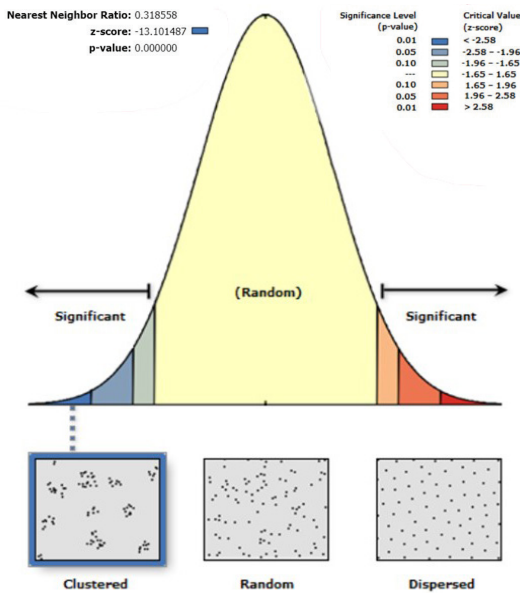 Nearest Neighbor Ratio: 0.318558
z-score: -13.101487
p-value: 0.000000
Significance Level (p-value)
Critical Value (z-score)
0.01 < -2.58
0.05 -2.58 – -1.96
0.10 -1.96 – -1.65
--- -1.65 – 1.65
0.10 1.65 – 1.96
0.05 1.96 – 2.58
0.01 > 2.58
Significant
(Random)
Significant
Clustered
Random
Dispersed